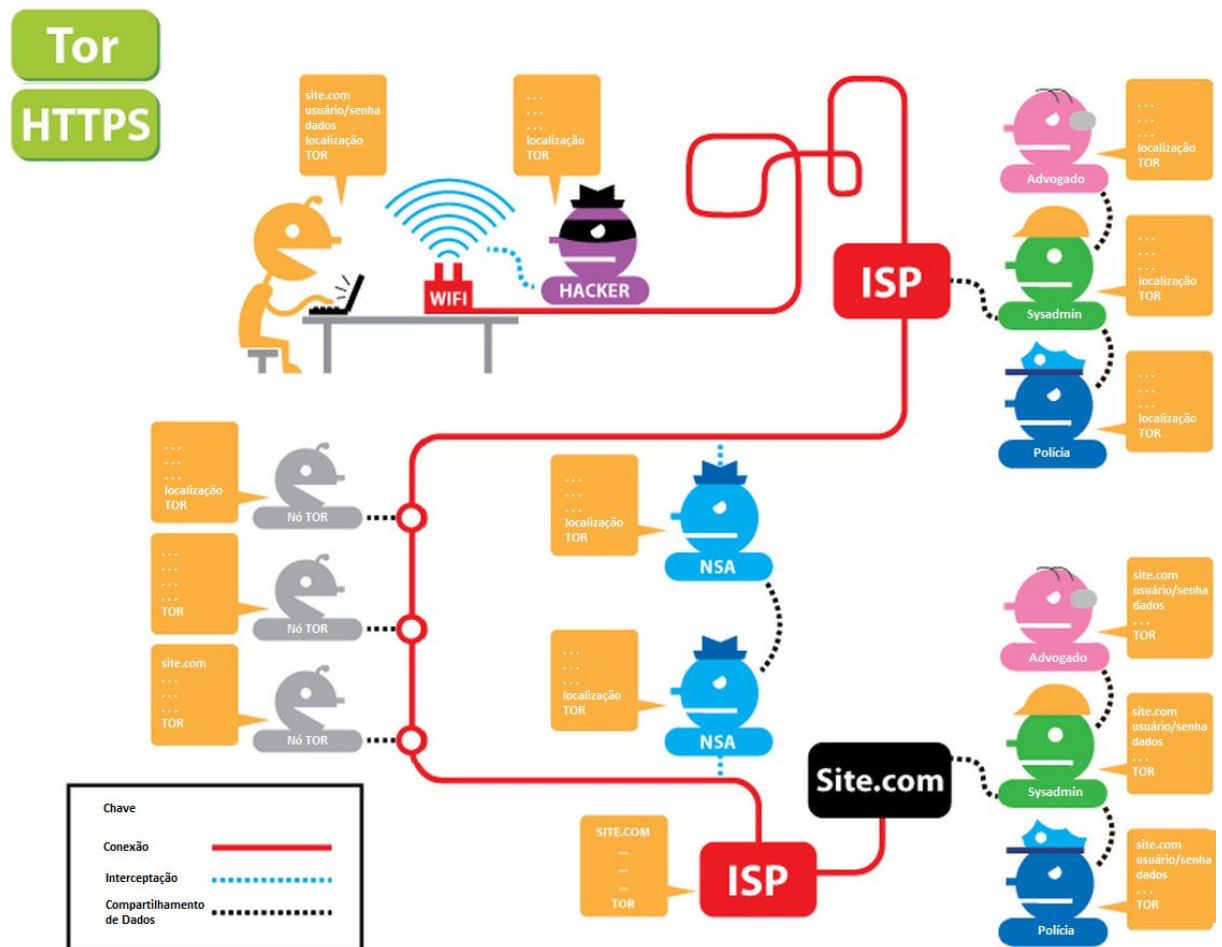 Tor
HTTPS
site.com
usuário/senha
dados
localização
TOR
. . .
. . .
. . .
localização
TOR
WIFI
HACKER
ISP
. . .
. . .
. . .
localização
TOR
Advogado
. . .
. . .
. . .
localização
TOR
Sysadmin
. . .
. . .
. . .
localização
TOR
Polícia
. . .
. . .
. . .
localização
TOR
Nó TOR
. . .
. . .
. . .
. . .
TOR
Nó TOR
site.com
. . .
. . .
. . .
TOR
Nó TOR
. . .
. . .
. . .
localização
TOR
NSA
. . .
. . .
. . .
localização
TOR
NSA
site.com
usuário/senha
dados
. . .
TOR
Advogado
site.com
usuário/senha
dados
. . .
TOR
Sysadmin
site.com
usuário/senha
dados
. . .
TOR
Polícia
Site.com
SITE.COM
–
–
–
TOR
ISP
Chave
Conexão
Interceptação
Compartilhamento
de Dados